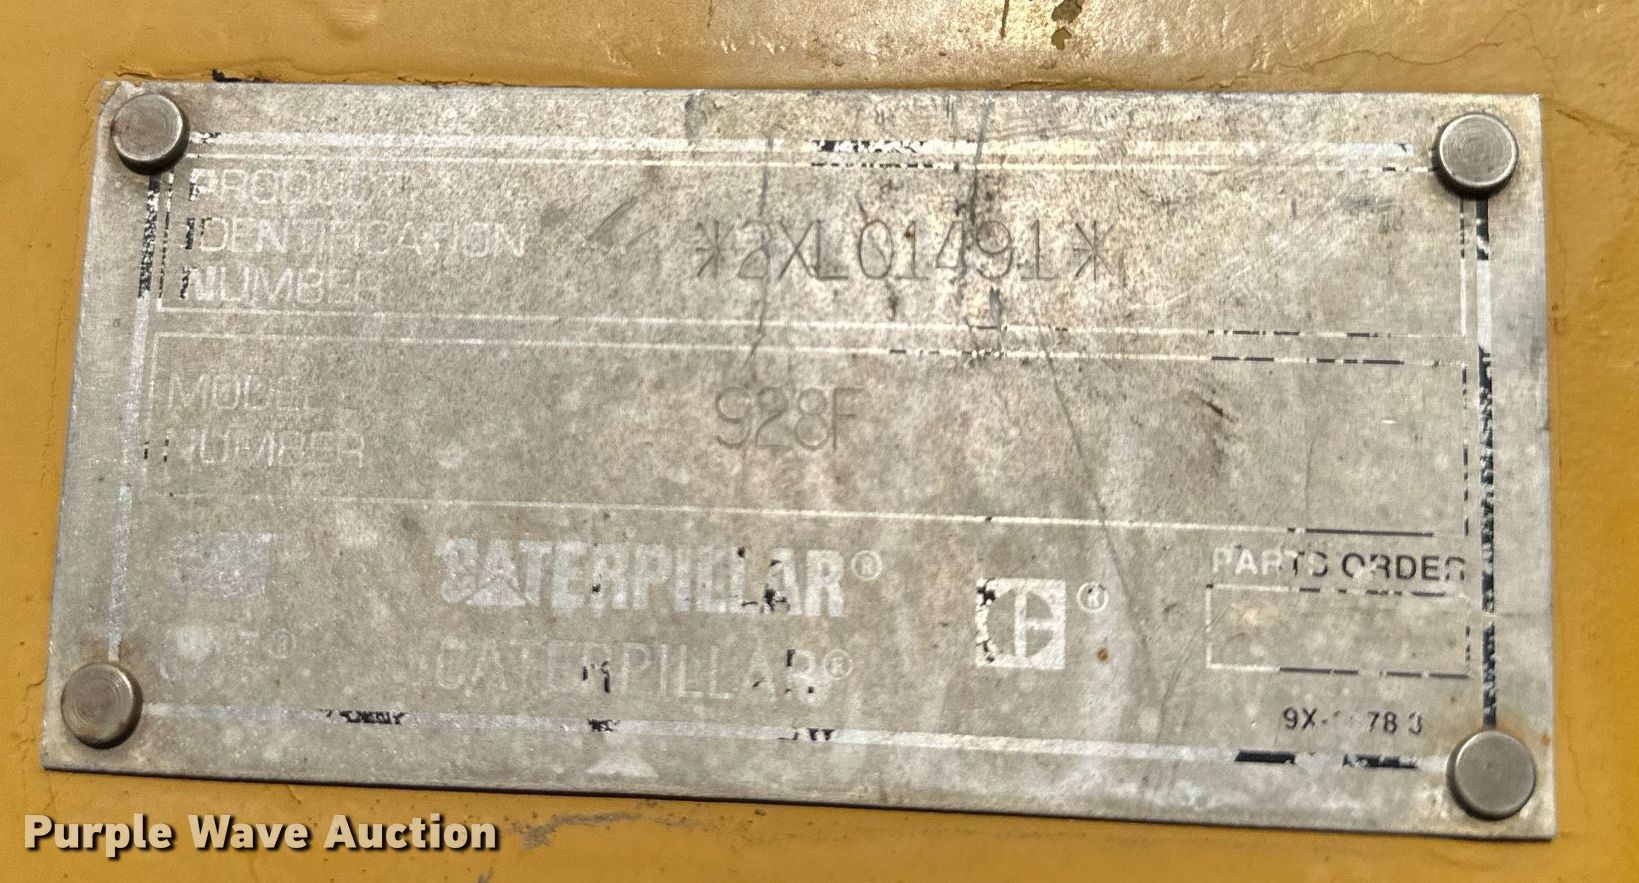 PRODUCT
IDENTIFICATION
NUMBER
*2XL01491*
MODEL
NUMBER
928F
CATERPILLAR®
CATERPILLAR®
®
PARTS ORDER
Purple Wave Auction